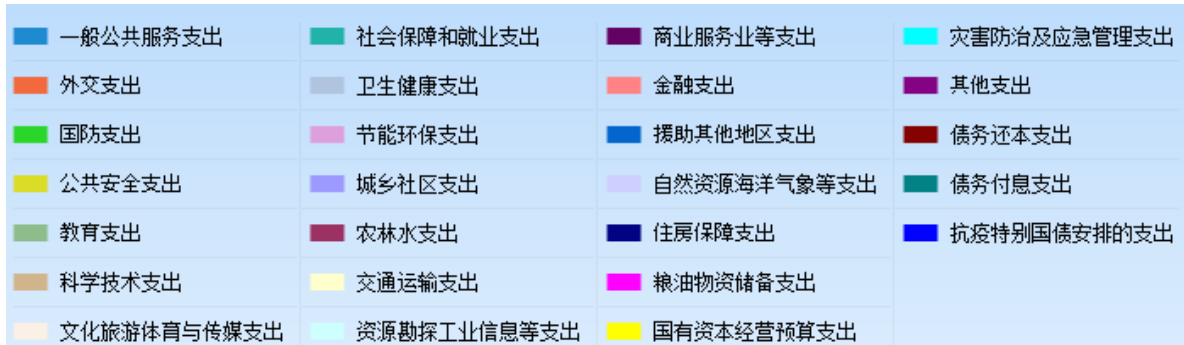 一般公共服务支出 社会保障和就业支出 商业服务业等支出 灾害防治及应急管理支出
外交支出 卫生健康支出 金融支出 其他支出
国防支出 节能环保支出 援助其他地区支出 债务还本支出
公共安全支出 城乡社区支出 自然资源海洋气象等支出 债务付息支出
教育支出 农林水支出 住房保障支出 抗疫特别国债安排的支出
科学技术支出 交通运输支出 粮油物资储备支出
文化旅游体育与传媒支出 资源勘探工业信息等支出 国有资本经营预算支出